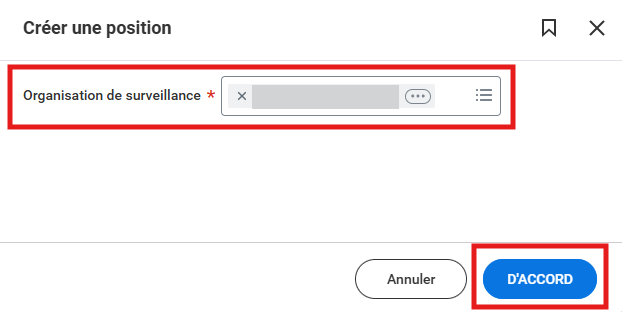 Créer une position
Organisation de surveillance *
Annuler
D'ACCORD